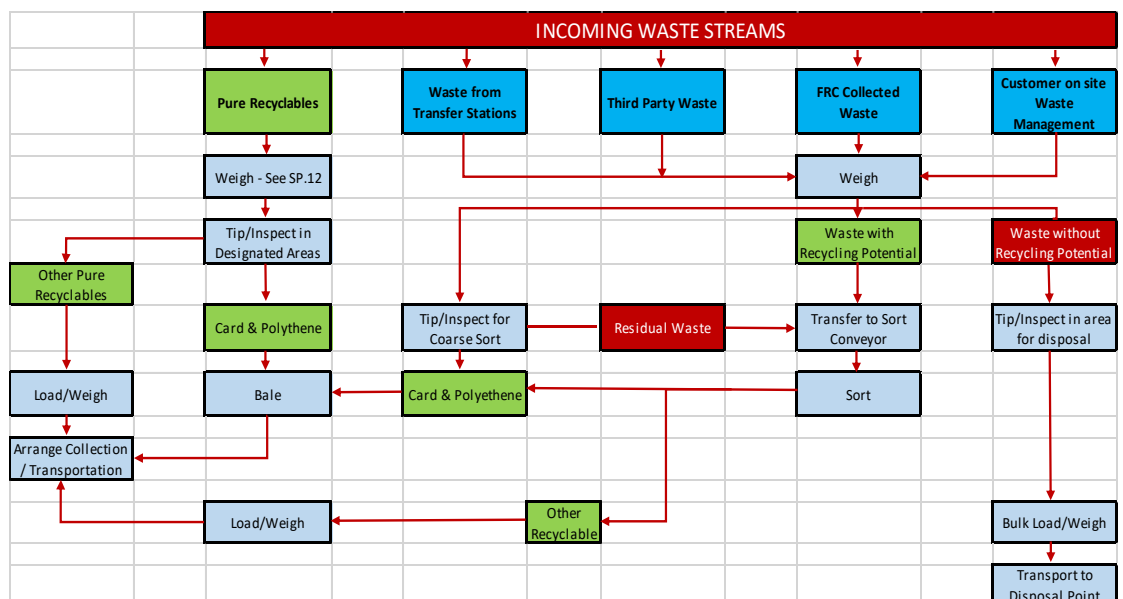 INCOMING WASTE STREAMS
Pure Recyclables
Waste from
Transfer Stations
Third Party Waste
FRC Collected
Waste
Customer on site
Waste
Management
Weigh - See SP.12
Weigh
Tip/Inspect in
Designated Areas
Waste with
Recycling Potential
Waste without
Recycling Potential
Other Pure
Recyclables
Card & Polythene
Tip/Inspect for
Coarse Sort
Residual Waste
Transfer to Sort
Conveyor
Tip/Inspect in area
for disposal
Load/Weigh
Bale
Card & Polyethene
Sort
Arrange Collection
/ Transportation
Load/Weigh
Other
Recyclable
Bulk Load/Weigh
Transport to
Disposal Point